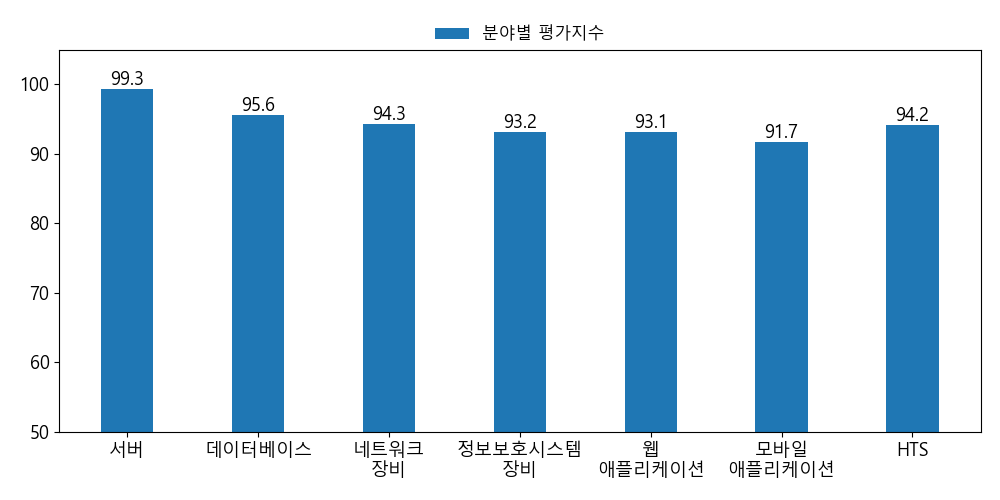 분야별 평가지수
100
90
80
70
60
50
99.3
95.6
94.3
93.2
93.1
91.7
94.2
서버
데이터베이스
네트워크
장비
정보보호시스템
장비
웹
애플리케이션
모바일
애플리케이션
HTS